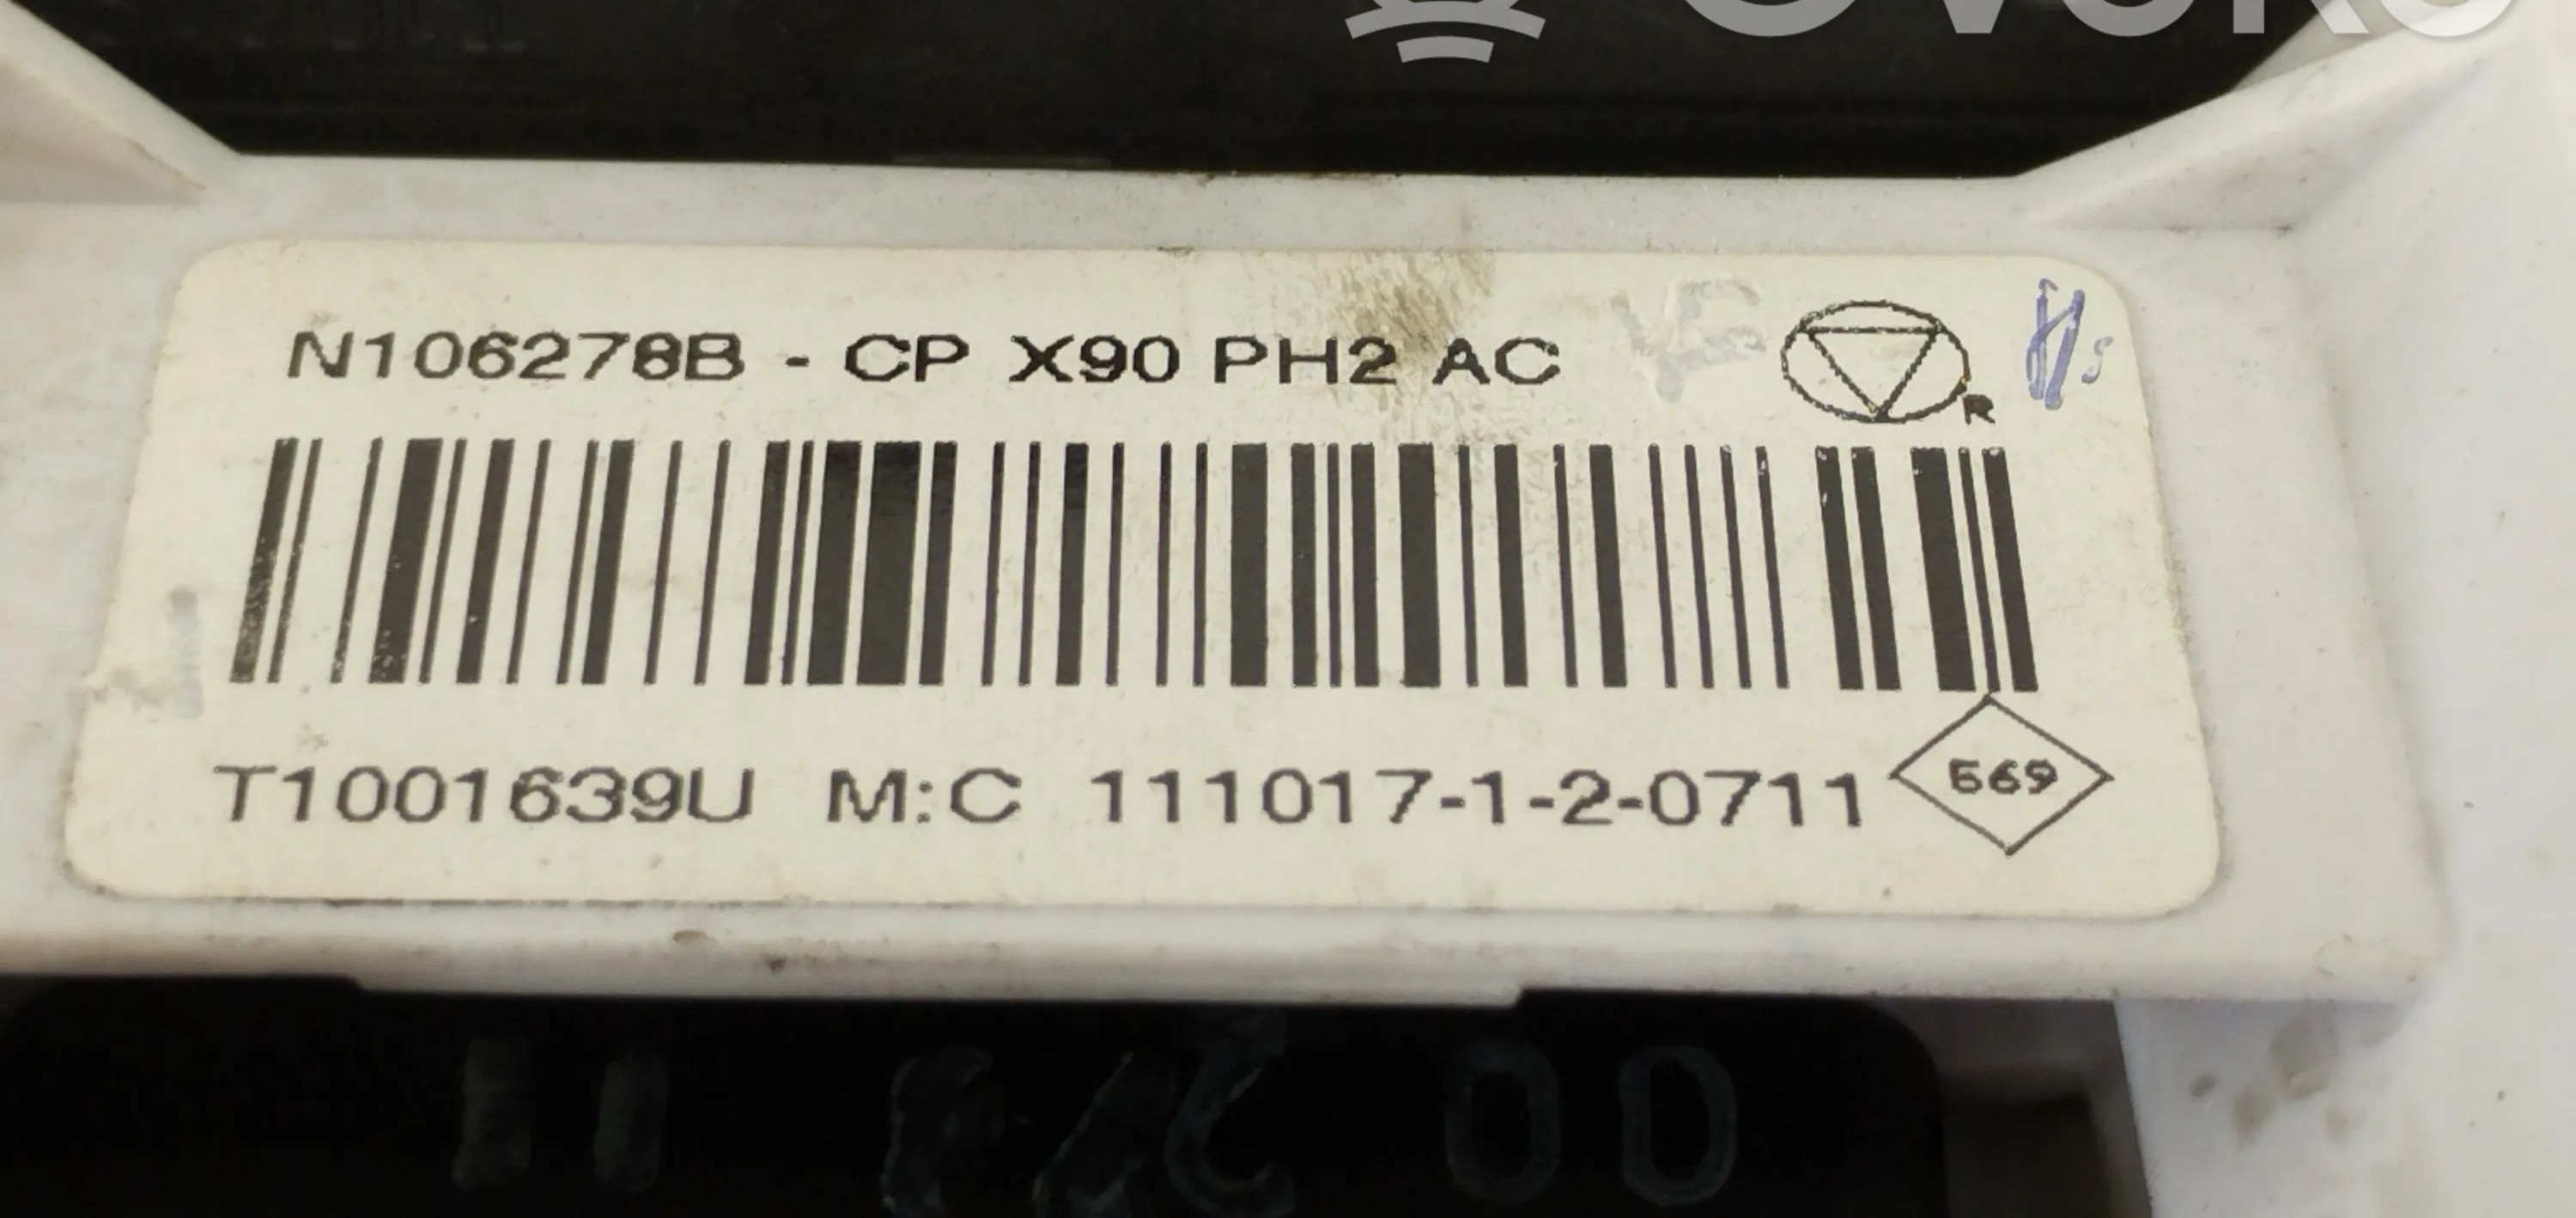 N106278B - CP X90 PH2 AC
R
T1001639U M:C 111017-1-2-0711
569